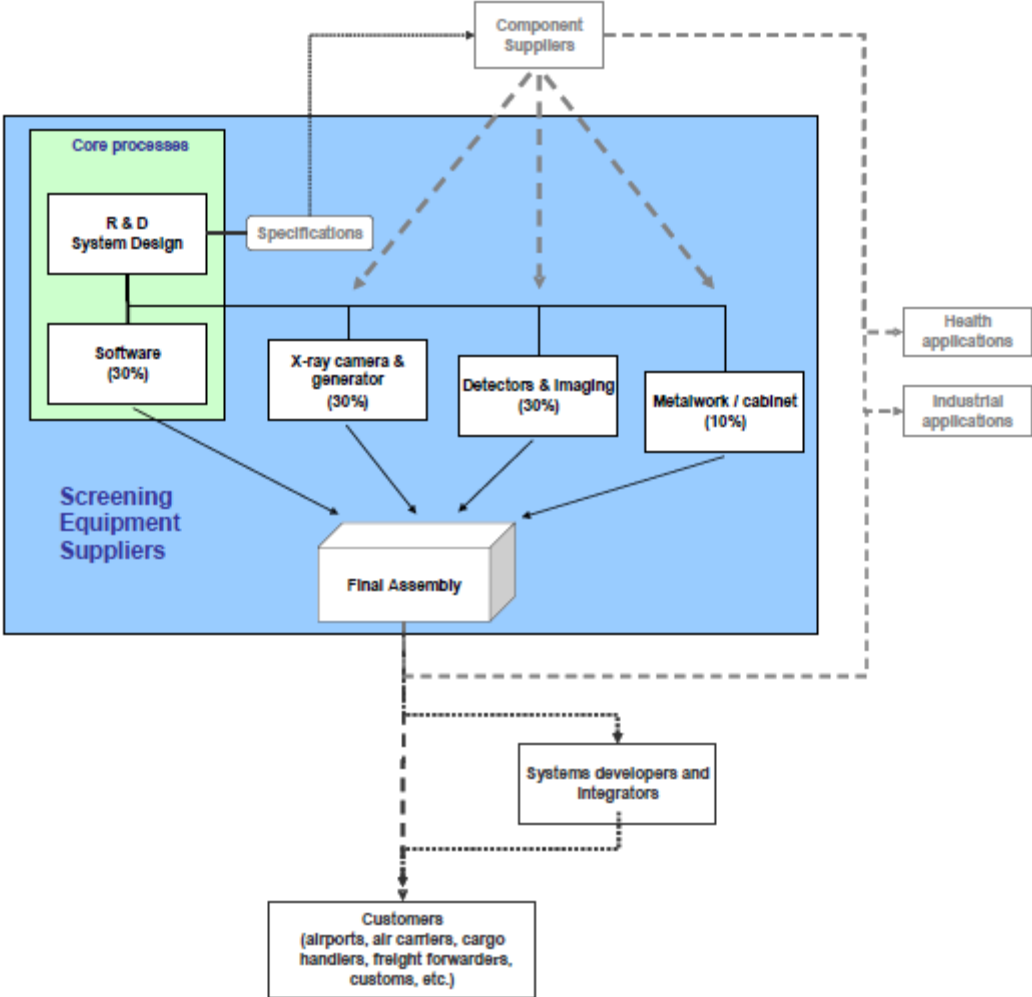 Component
Suppliers
Core processes
R & D
System Design
Specifications
Software
(30%)
X-ray camera &
generator
(30%)
Detectors & Imaging
(30%)
Metalwork / cabinet
(10%)
Health
applications
Industrial
applications
Screening
Equipment
Suppliers
Final Assembly
Systems developers and
Integrators
Customers
(airports, air carriers, cargo
handlers, freight forwarders,
customs, etc.)